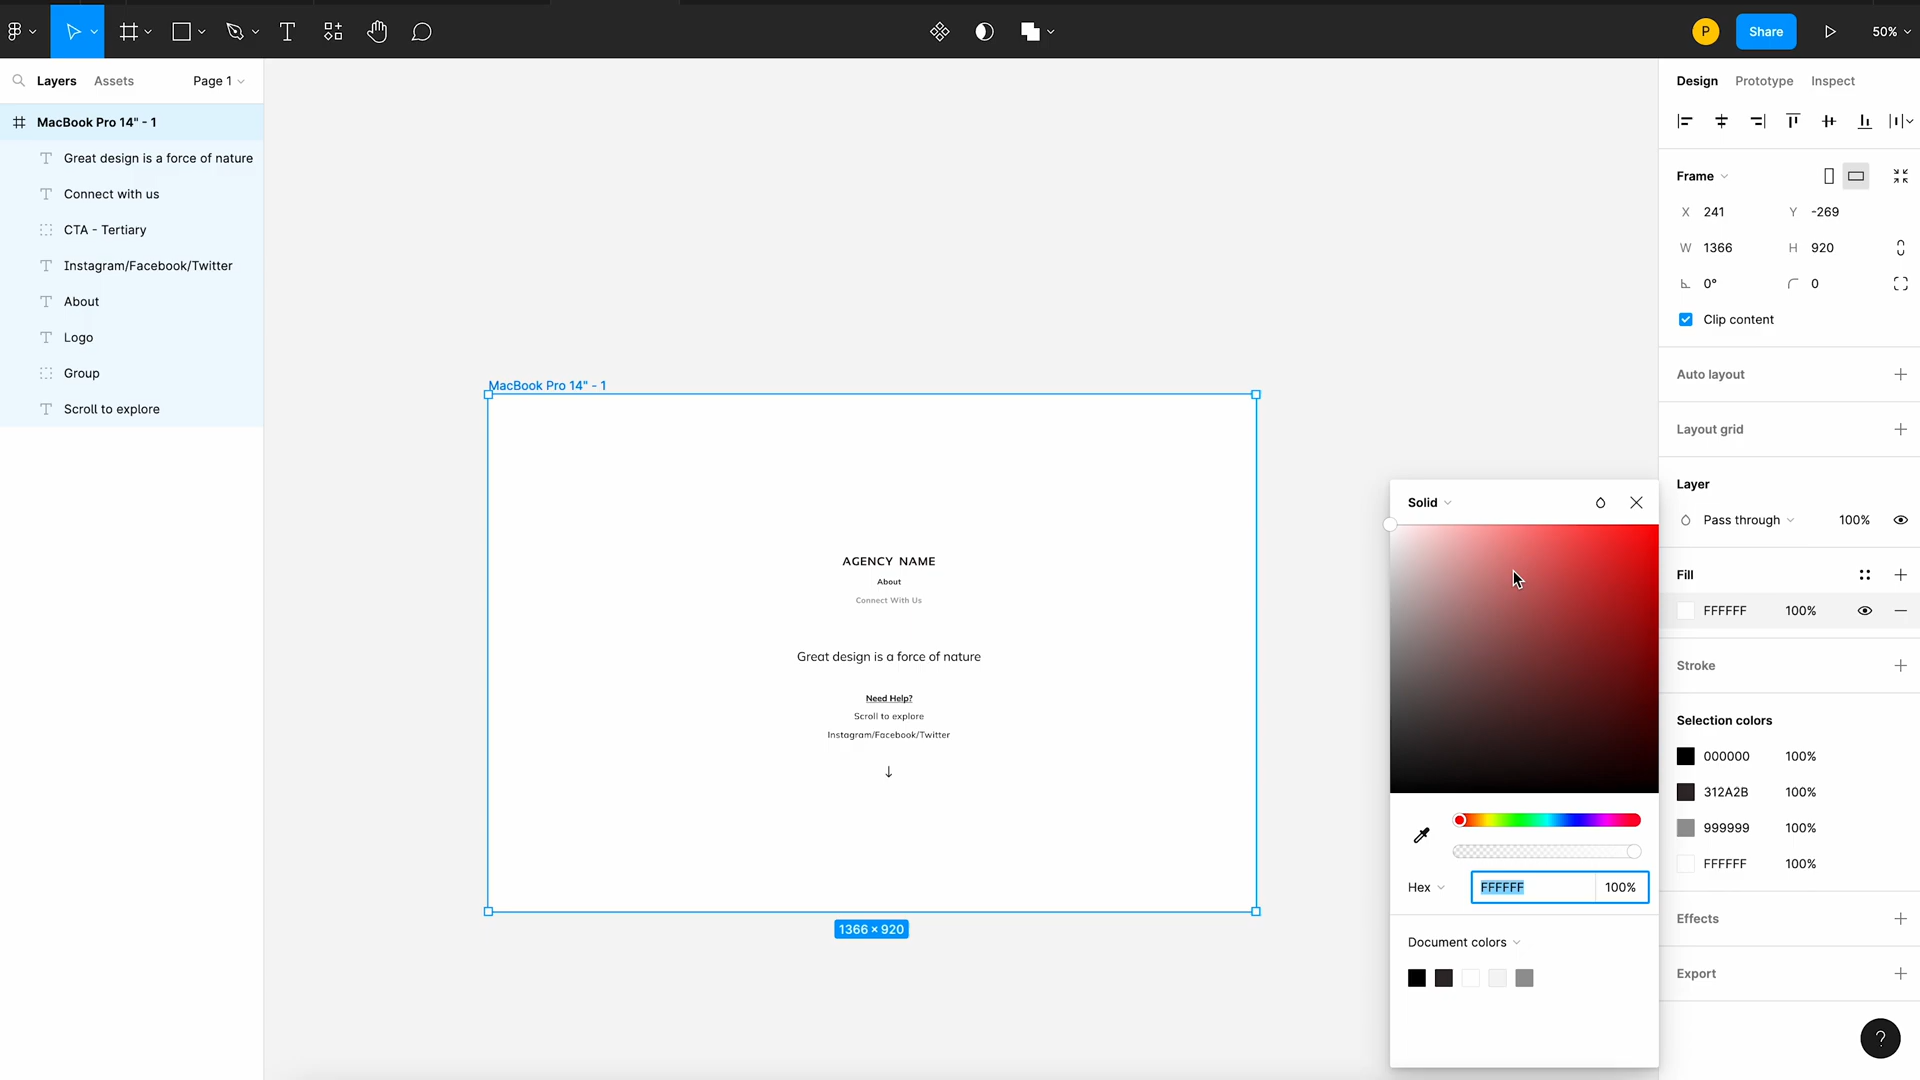 P
Share
50%
Layers
Assets
Page 1
MacBook Pro 14" - 1
Great design is a force of nature
Connect with us
CTA - Tertiary
Instagram/Facebook/Twitter
About
Logo
Group
Scroll to explore
MacBook Pro 14" - 1
AGENCY NAME
About
Connect With Us
Great design is a force of nature
Need Help?
Scroll to explore
Instagram/Facebook/Twitter
1366 × 920
Solid
Hex
FFFFFF
100%
Document colors
Design
Prototype
Inspect
Frame
X 241
Y -269
W 1366
H 920
0°
0
Clip content
Auto layout
Layout grid
Layer
Pass through
100%
Fill
FFFFFF
100%
Stroke
Selection colors
000000 100%
312A2B 100%
999999 100%
FFFFFF 100%
Effects
Export
?